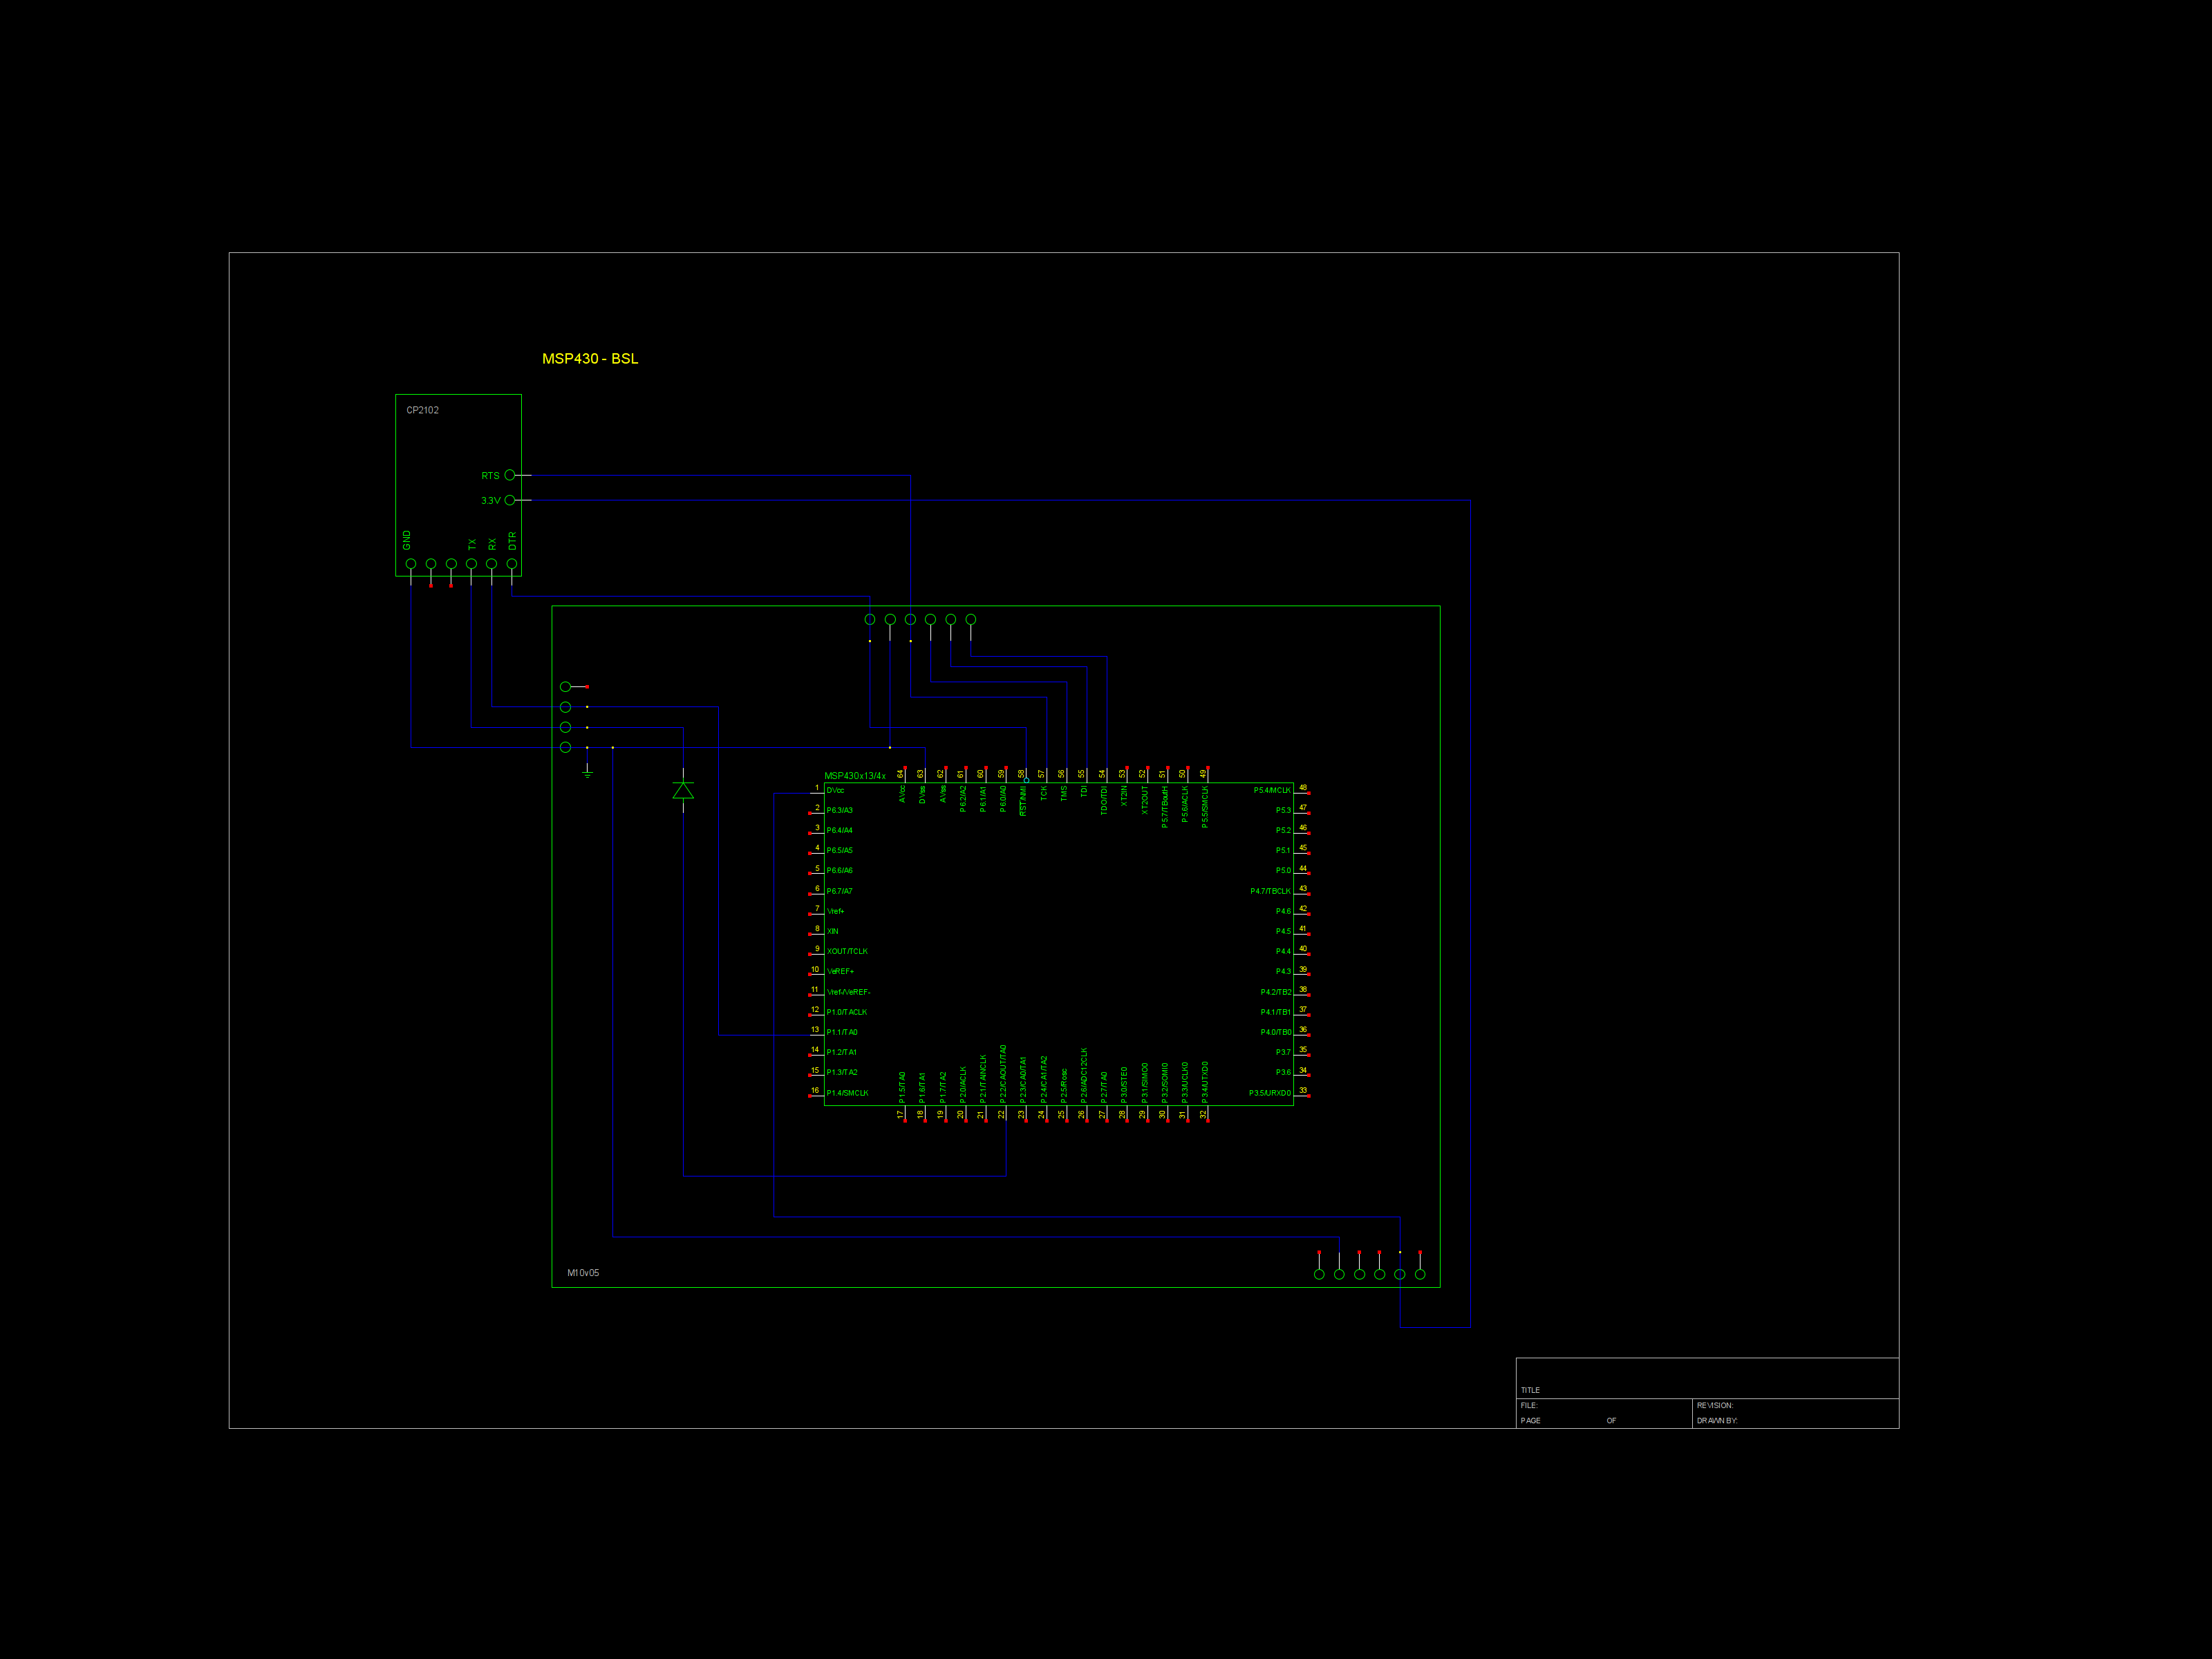 MSP430 - BSL
CP2102
RTS
3.3V
GND
TX
RX
DTR
MSP430x13/4x
64
63
62
61
60
59
58
57
56
55
54
53
52
51
50
49
AVcc
DVss
AVss
P6.2/A2
P6.1/A1
P6.0/A0
RST/NMI
TCK
TMS
TDI
TDO/TDI
XT2IN
XT2OUT
P5.7/TBoutH
P5.6/ACLK
P5.5/SMCLK
1 DVcc
2 P6.3/A3
3 P6.4/A4
4 P6.5/A5
5 P6.6/A6
6 P6.7/A7
7 Vref+
8 XIN
9 XOUT/TCLK
10 VeREF+
11 Vref-/VeREF-
12 P1.0/TACLK
13 P1.1/TA0
14 P1.2/TA1
15 P1.3/TA2
16 P1.4/SMCLK
P5.4/MCLK 48
P5.3 47
P5.2 46
P5.1 45
P5.0 44
P4.7/TBCLK 43
P4.6 42
P4.5 41
P4.4 40
P4.3 39
P4.2/TB2 38
P4.1/TB1 37
P4.0/TB0 36
P3.7 35
P3.6 34
P3.5/URXD0 33
P1.5/TA0
P1.6/TA1
P1.7/TA2
P2.0/ACLK
P2.1/TAINCLK
P2.2/CAOUT/TA0
P2.3/CA0/TA1
P2.4/CA1/TA2
P2.5/Rosc
P2.6/ADC12CLK
P2.7/TA0
P3.0/STE0
P3.1/SIMO0
P3.2/SOMI0
P3.3/UCLK0
P3.4/UTXD0
17
18
19
20
21
22
23
24
25
26
27
28
29
30
31
32
M10v05
TITLE
FILE:
REVISION:
PAGE OF
DRAWN BY: